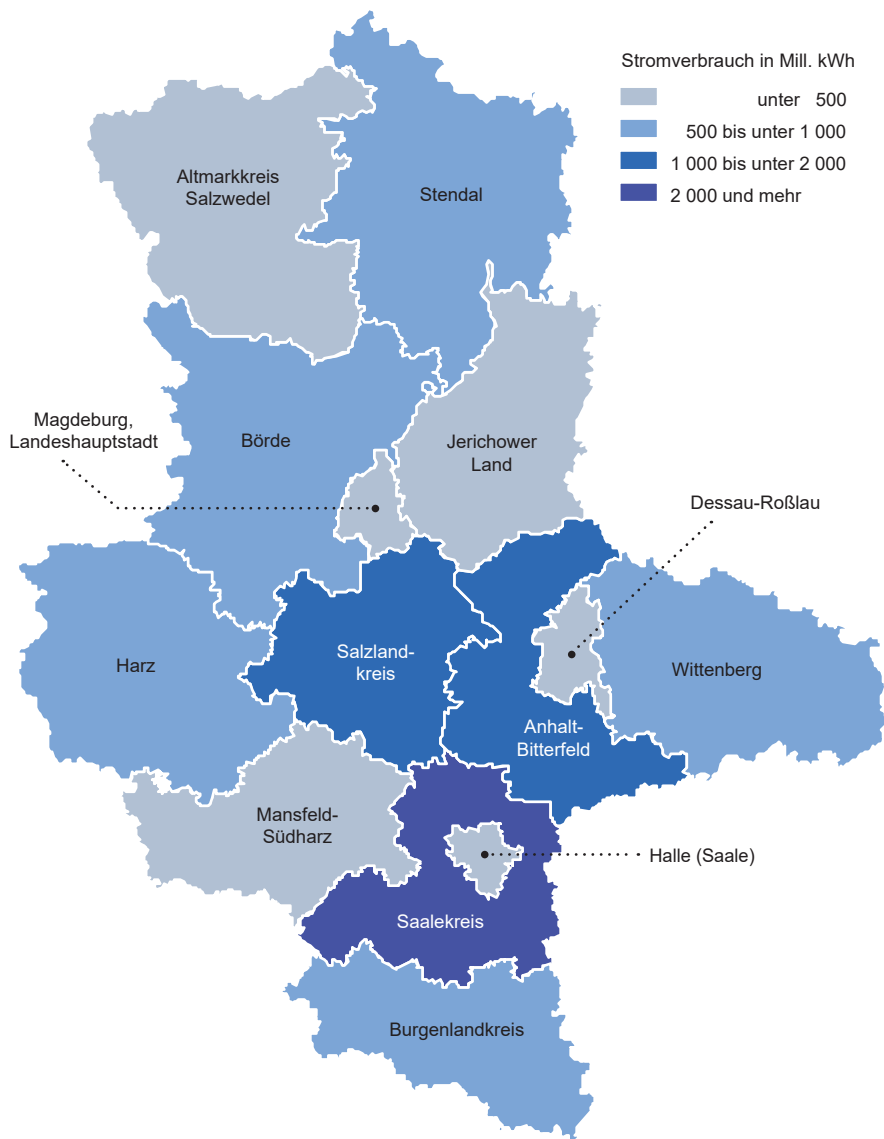 Stromverbrauch in Mill. kWh
unter 500
500 bis unter 1 000
1 000 bis unter 2 000
2 000 und mehr
Altmarkkreis
Salzwedel
Stendal
Magdeburg,
Landeshauptstadt
Börde
Jerichower
Land
Dessau-Roßlau
Harz
Salzland-
kreis
Wittenberg
Anhalt-
Bitterfeld
Mansfeld-
Südharz
Halle (Saale)
Saalekreis
Burgenlandkreis